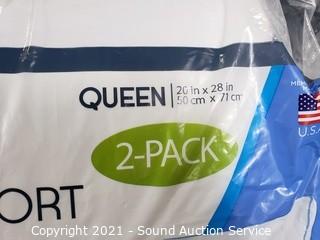 QUEEN
20 in x 28 in
50 cm x 71 cm
U.S.A
2-PACK
ORT
Copyright 2021 - Sound Auction Service